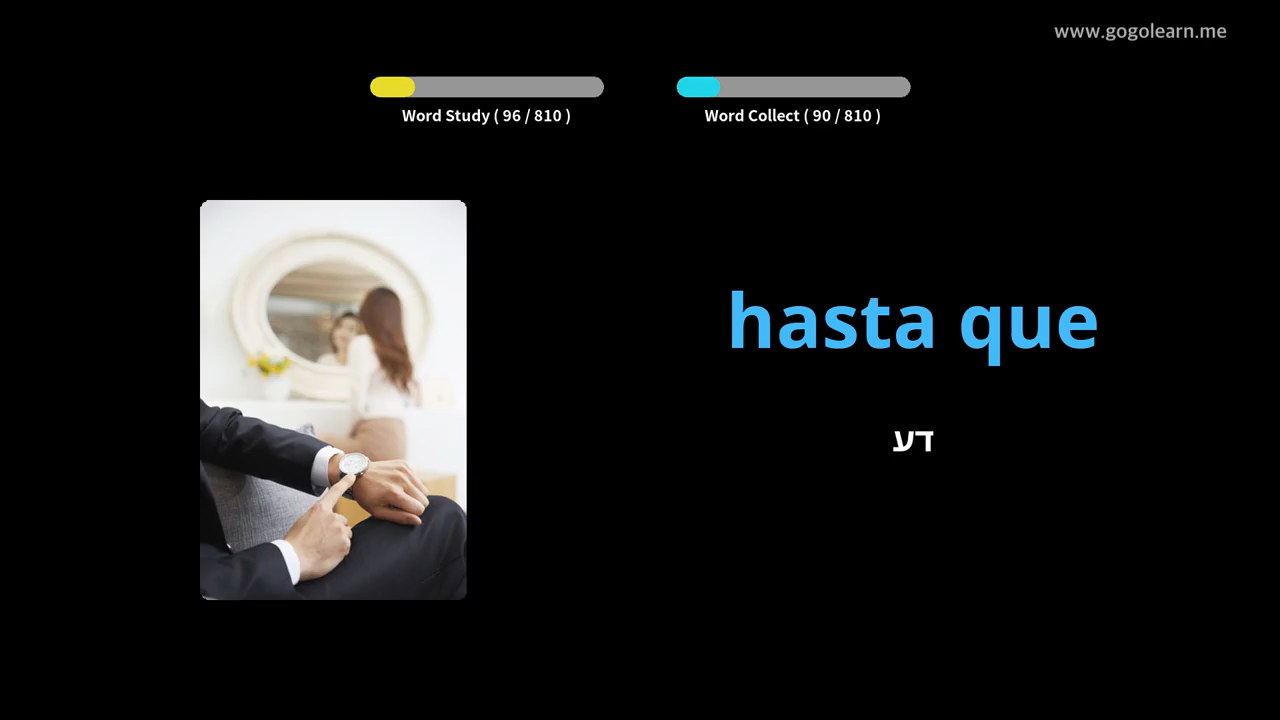 www.gogolearn.me
Word Study ( 96 / 810 )
Word Collect ( 90 / 810 )
hasta que
דע